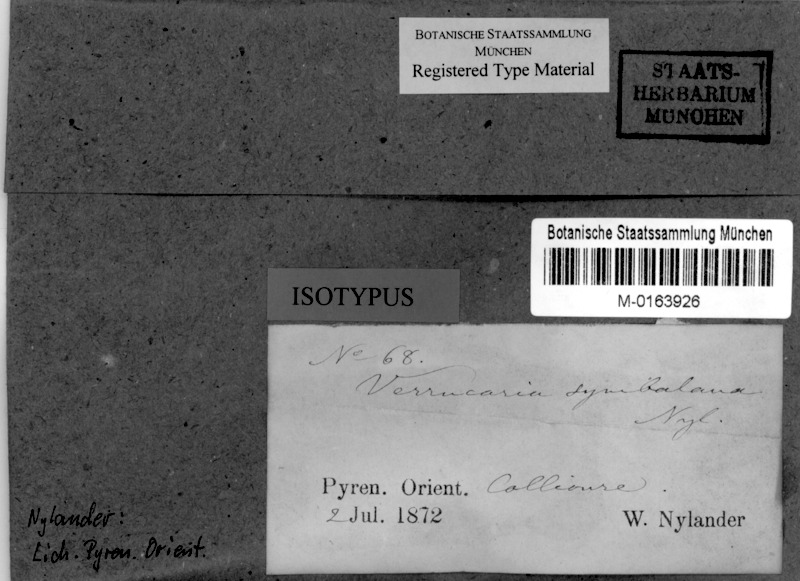 BOTANISCHE STAATSSAMMLUNG
MÜNCHEN
Registered Type Material
STAATS-
HERBARIUM
MÜNCHEN
Botanische Staatssammlung München
M-0163926
ISOTYPUS
No 68.
Verrucaria symbalana
Nyl.
Pyren. Orient. Collioure.
2 Jul. 1872
W. Nylander
Nylander:
Lich. Pyren. Orient.